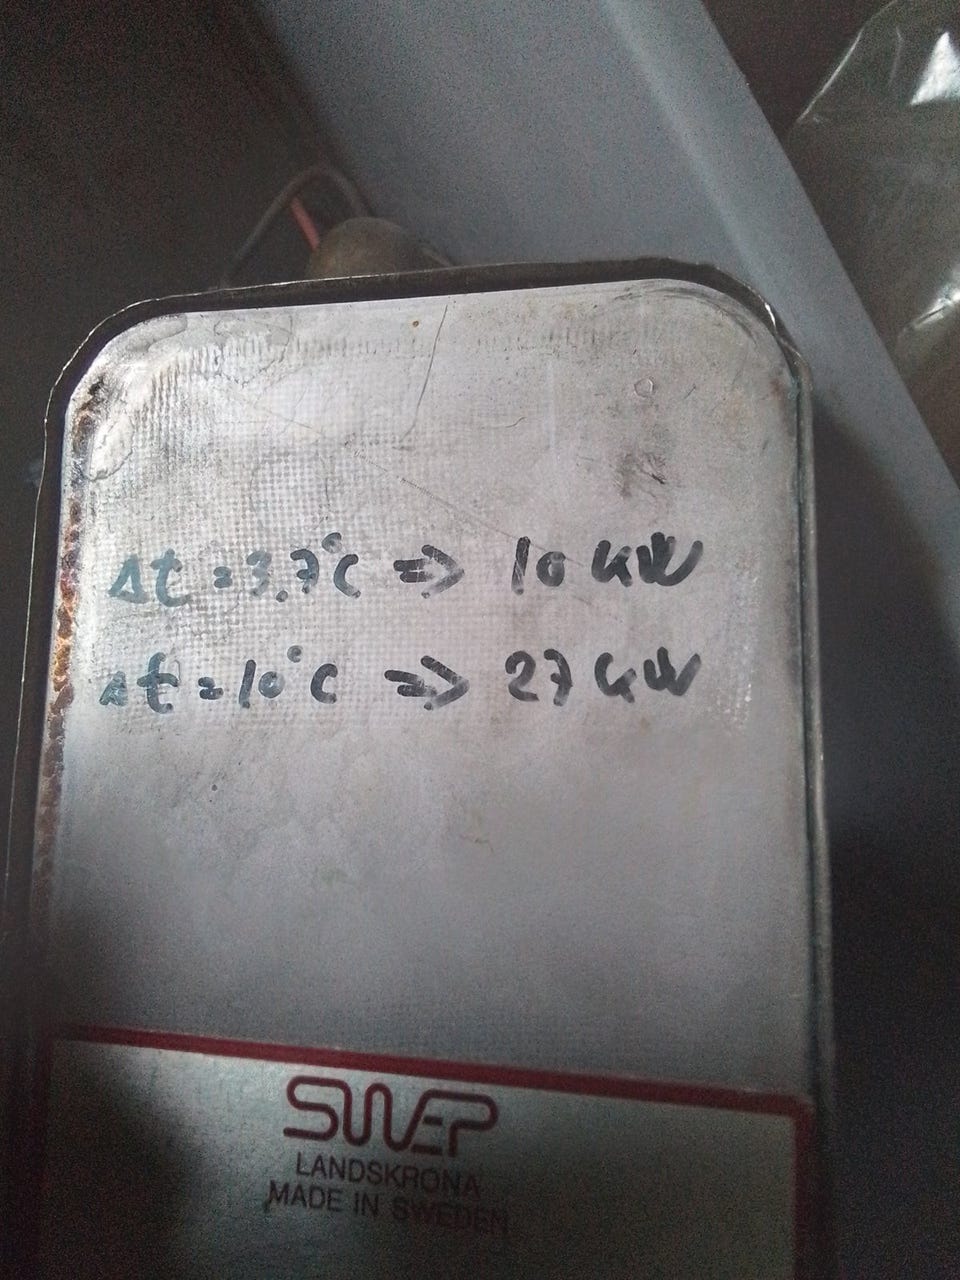 Δt = 3.7°C => 10 kW
Δt = 10°C => 27 kW
SWEP
LANDSKRONA
MADE IN SWEDEN